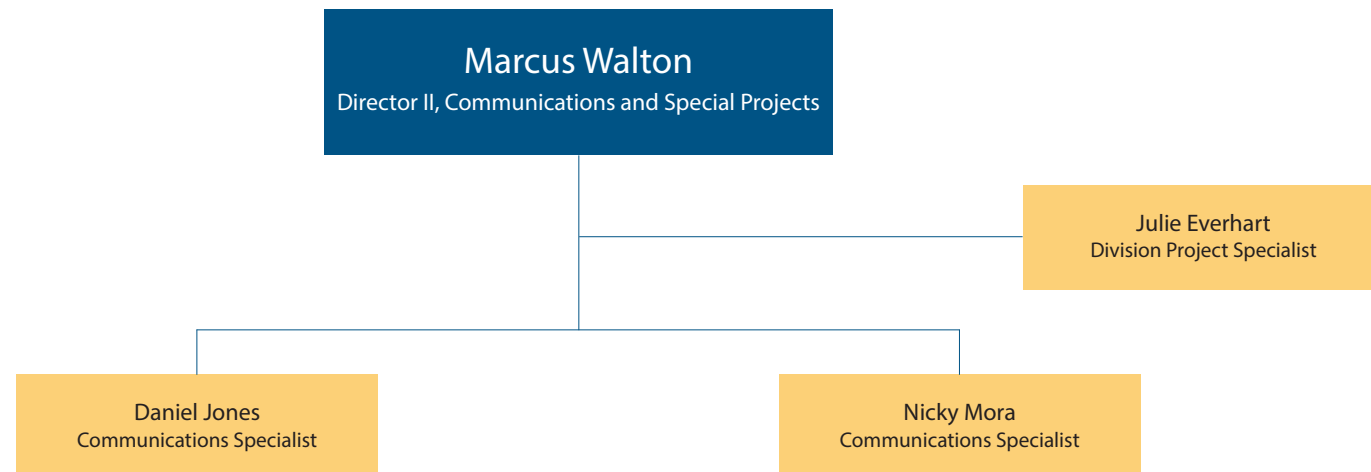 Marcus Walton
Director II, Communications and Special Projects
Julie Everhart
Division Project Specialist
Daniel Jones
Communications Specialist
Nicky Mora
Communications Specialist